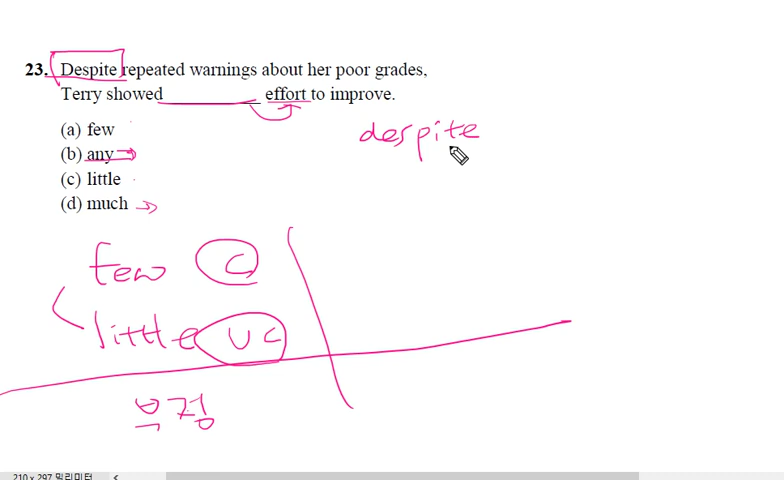 23. Despite repeated warnings about her poor grades,
Terry showed __________ effort to improve.
(a) few
(b) any
(c) little
(d) much
despite
few C
little UC
부정
210 x 297 밀리미터